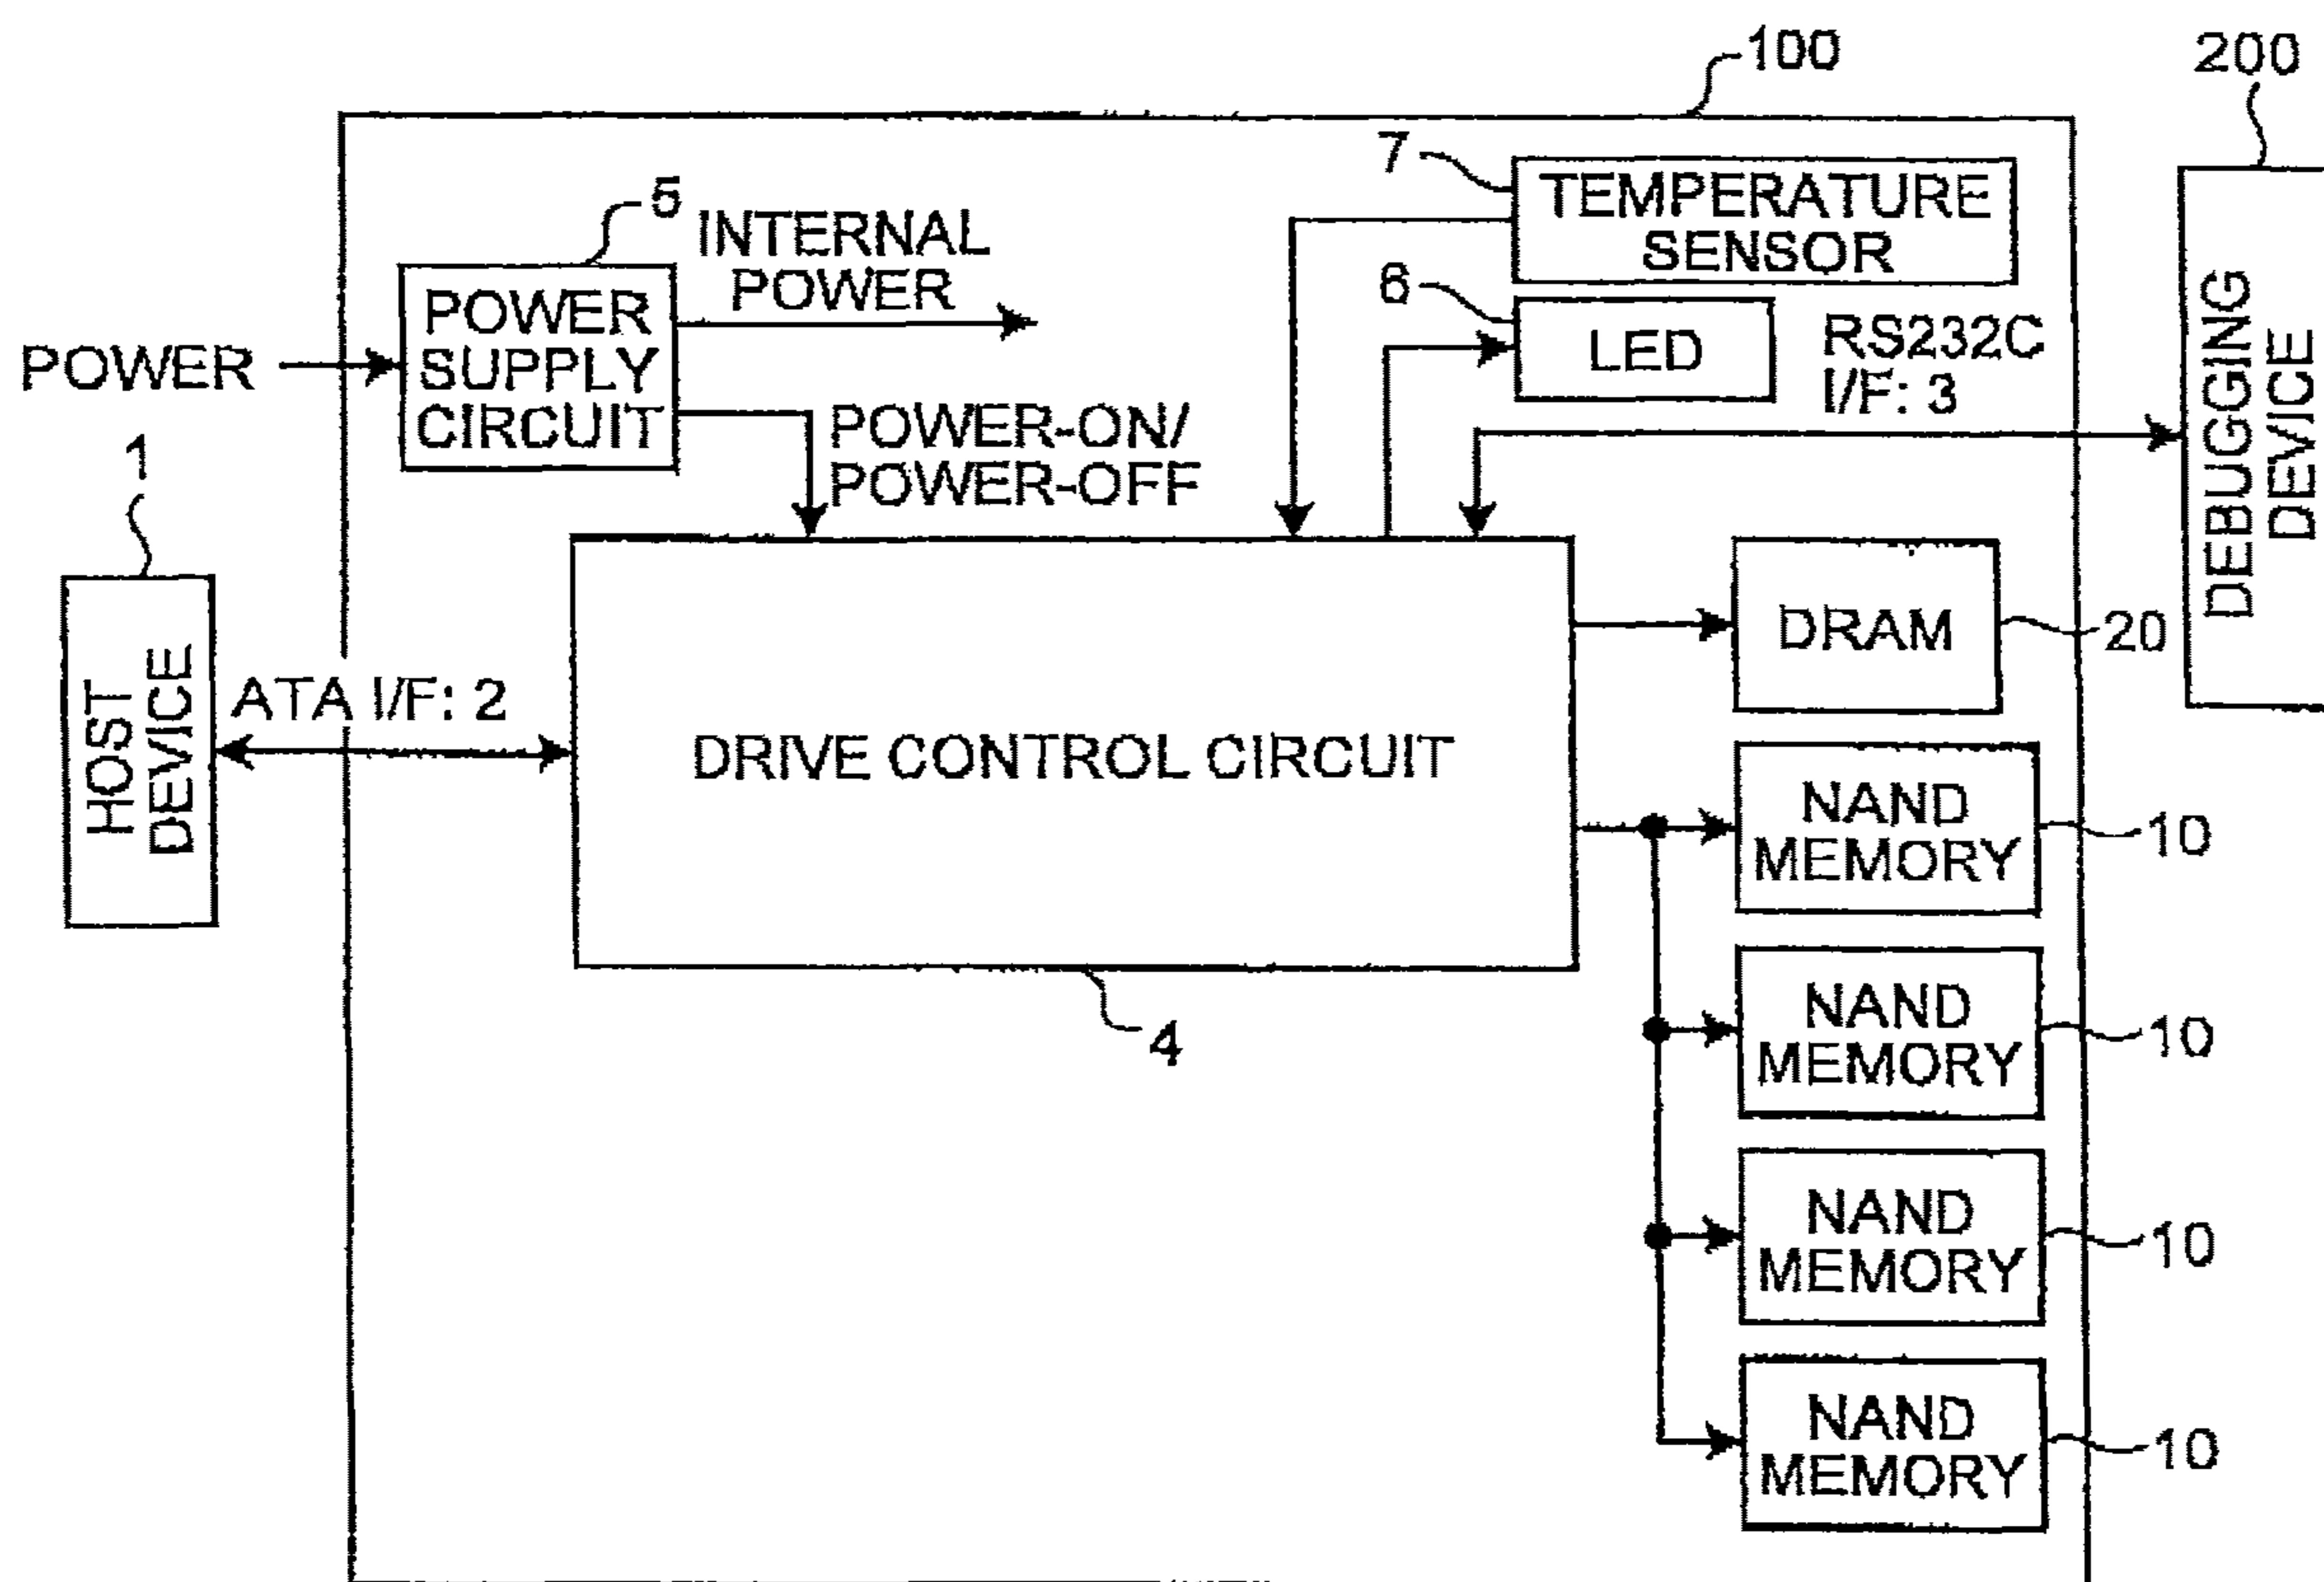 100
200
7
TEMPERATURE
SENSOR
5
INTERNAL
POWER
POWER
SUPPLY
CIRCUIT
POWER
6
LED
RS232C
I/F: 3
POWER-ON/
POWER-OFF
DEBUGGING
DEVICE
1
HOST
DEVICE
ATA I/F: 2
DRIVE CONTROL CIRCUIT
4
DRAM
20
NAND
MEMORY
10
NAND
MEMORY
10
NAND
MEMORY
10
NAND
MEMORY
10